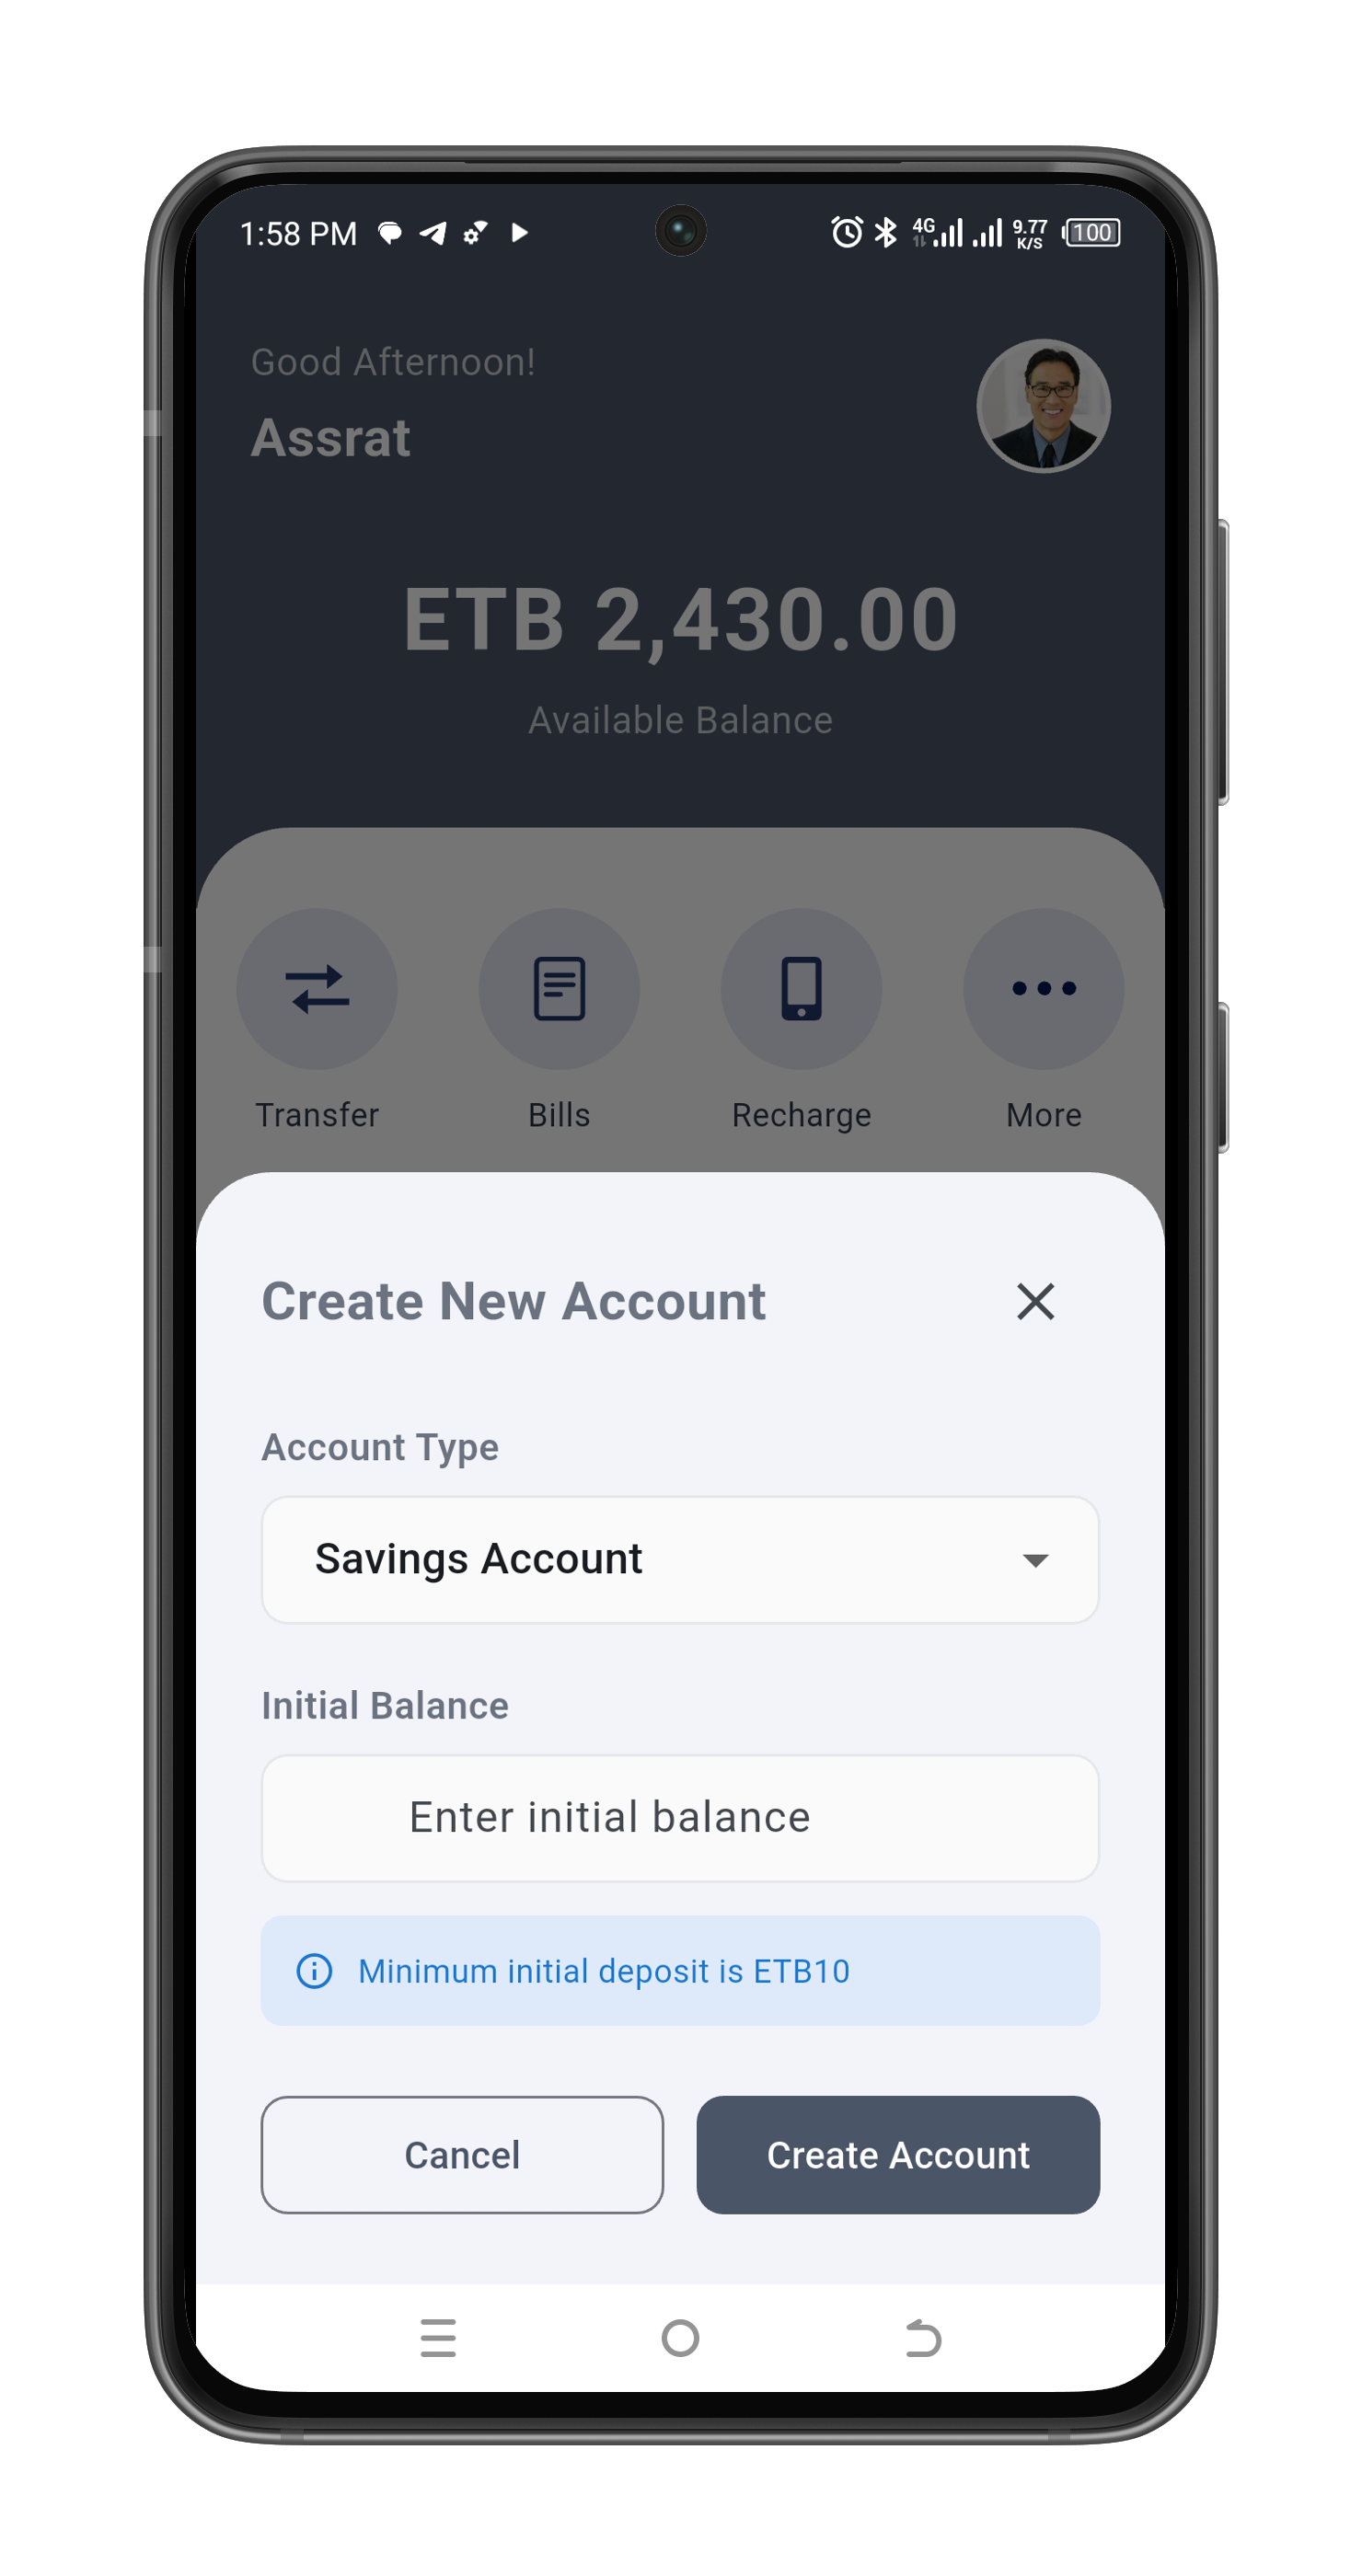 1:58 PM
4G
9.77
K/S
100
Good Afternoon!
Assrat
ETB 2,430.00
Available Balance
Transfer Bills Recharge More
Create New Account
Account Type
Savings Account
Initial Balance
Enter initial balance
Minimum initial deposit is ETB10
Cancel Create Account